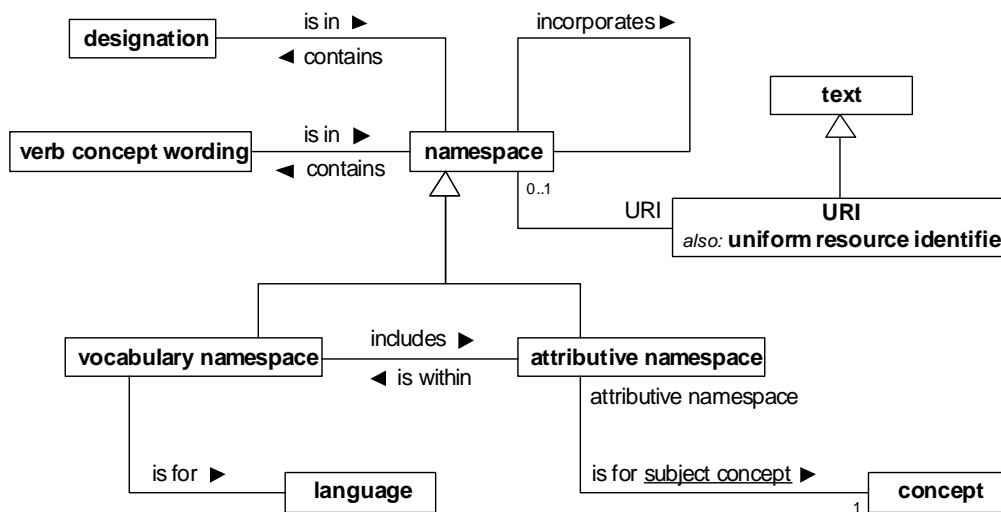 is in ►
incorporates►
designation
◄ contains
text
is in ►
verb concept wording
namespace
◄ contains
0..1
URI
URI
also: uniform resource identifie
includes ►
vocabulary namespace
attributive namespace
◄ is within
attributive namespace
is for ►
is for subject concept ►
language
concept
1